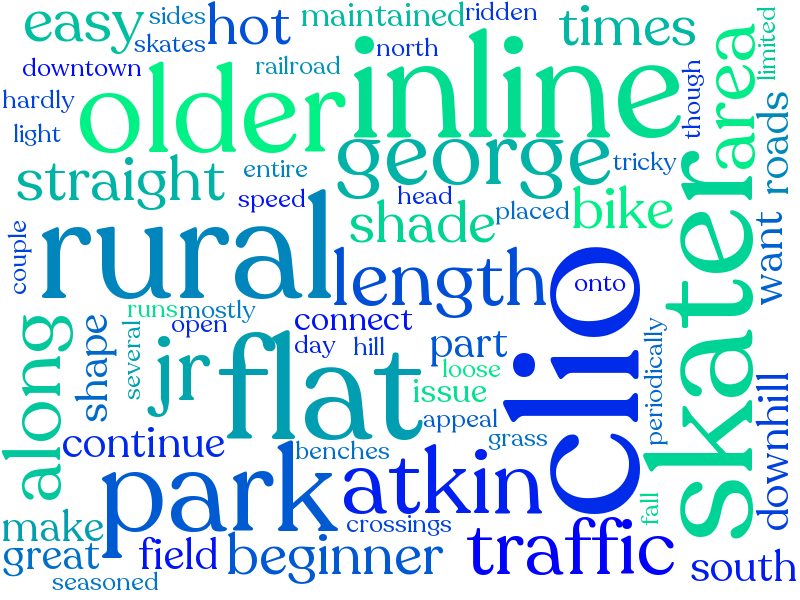 easy
sides
skates
hot
maintained
ridden
times
area
limited
downtown
railroad
north
inline
though
hardly
light
older
george
tricky
roads
straight
entire
speed
head
placed
shade
bike
skater
want
couple
rural
length
onto
clio
along
shape
several
runs
mostly
open
connect
day
hill
part
periodically
jr
flat
loose
issue
appeal
downhill
continue
benches
grass
park
atkin
crossings
fall
make
great
field
beginner
traffic
south
seasoned